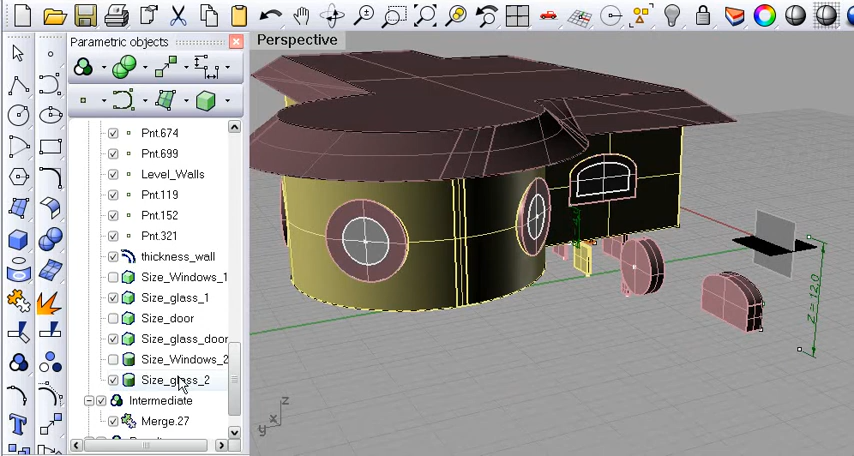 Parametric objects
Perspective
Pnt.674
Pnt.699
Level_Walls
Pnt.119
Pnt.152
Pnt.321
thickness_wall
Size_Windows_1
Size_glass_1
Size_door
Size_glass_door
Size_Windows_2
Size_glass_2
Intermediate
Merge.27
Z = 12,0
z
x
y
T